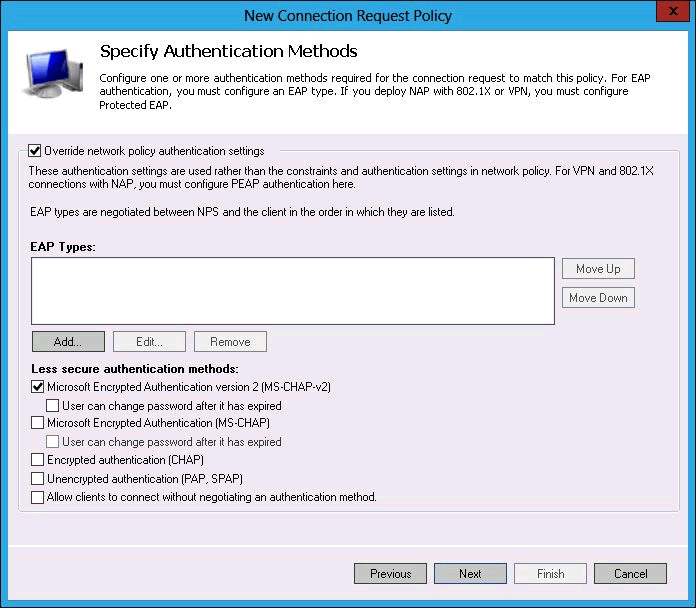 New Connection Request Policy
x
Specify Authentication Methods
Configure one or more authentication methods required for the connection request to match this policy. For EAP
authentication, you must configure an EAP type. If you deploy NAP with 802.1X or VPN, you must configure
Protected EAP.
Override network policy authentication settings
These authentication settings are used rather than the constraints and authentication settings in network policy. For VPN and 802.1X
connections with NAP, you must configure PEAP authentication here.
EAP types are negotiated between NPS and the client in the order in which they are listed.
EAP Types:
Move Up
Move Down
Add...
Edit...
Remove
Less secure authentication methods:
Microsoft Encrypted Authentication version 2 (MS-CHAP-v2)
User can change password after it has expired
Microsoft Encrypted Authentication (MS-CHAP)
User can change password after it has expired
Encrypted authentication (CHAP)
Unencrypted authentication (PAP, SPAP)
Allow clients to connect without negotiating an authentication method.
Previous
Next
Finish
Cancel